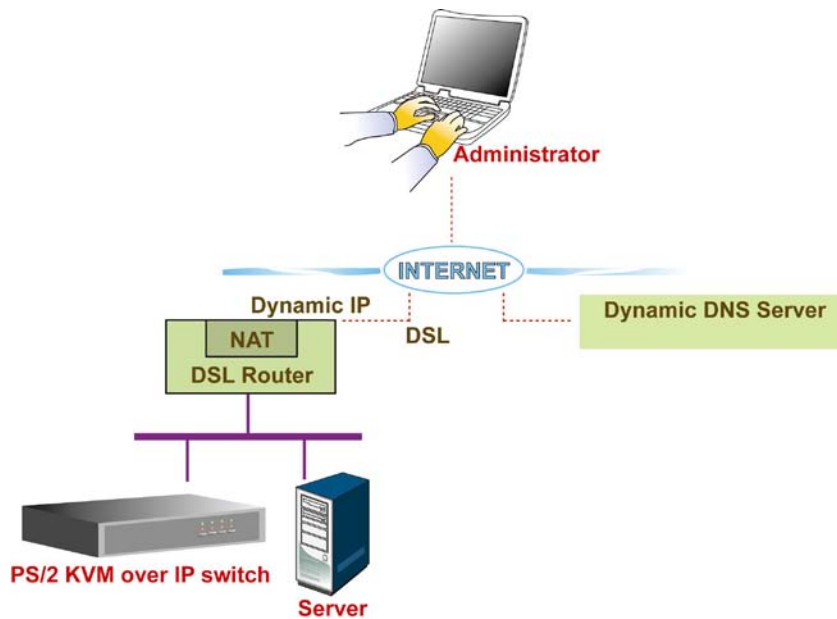 Administrator
INTERNET
Dynamic IP
DSL
Dynamic DNS Server
NAT
DSL Router
PS/2 KVM over IP switch
Server